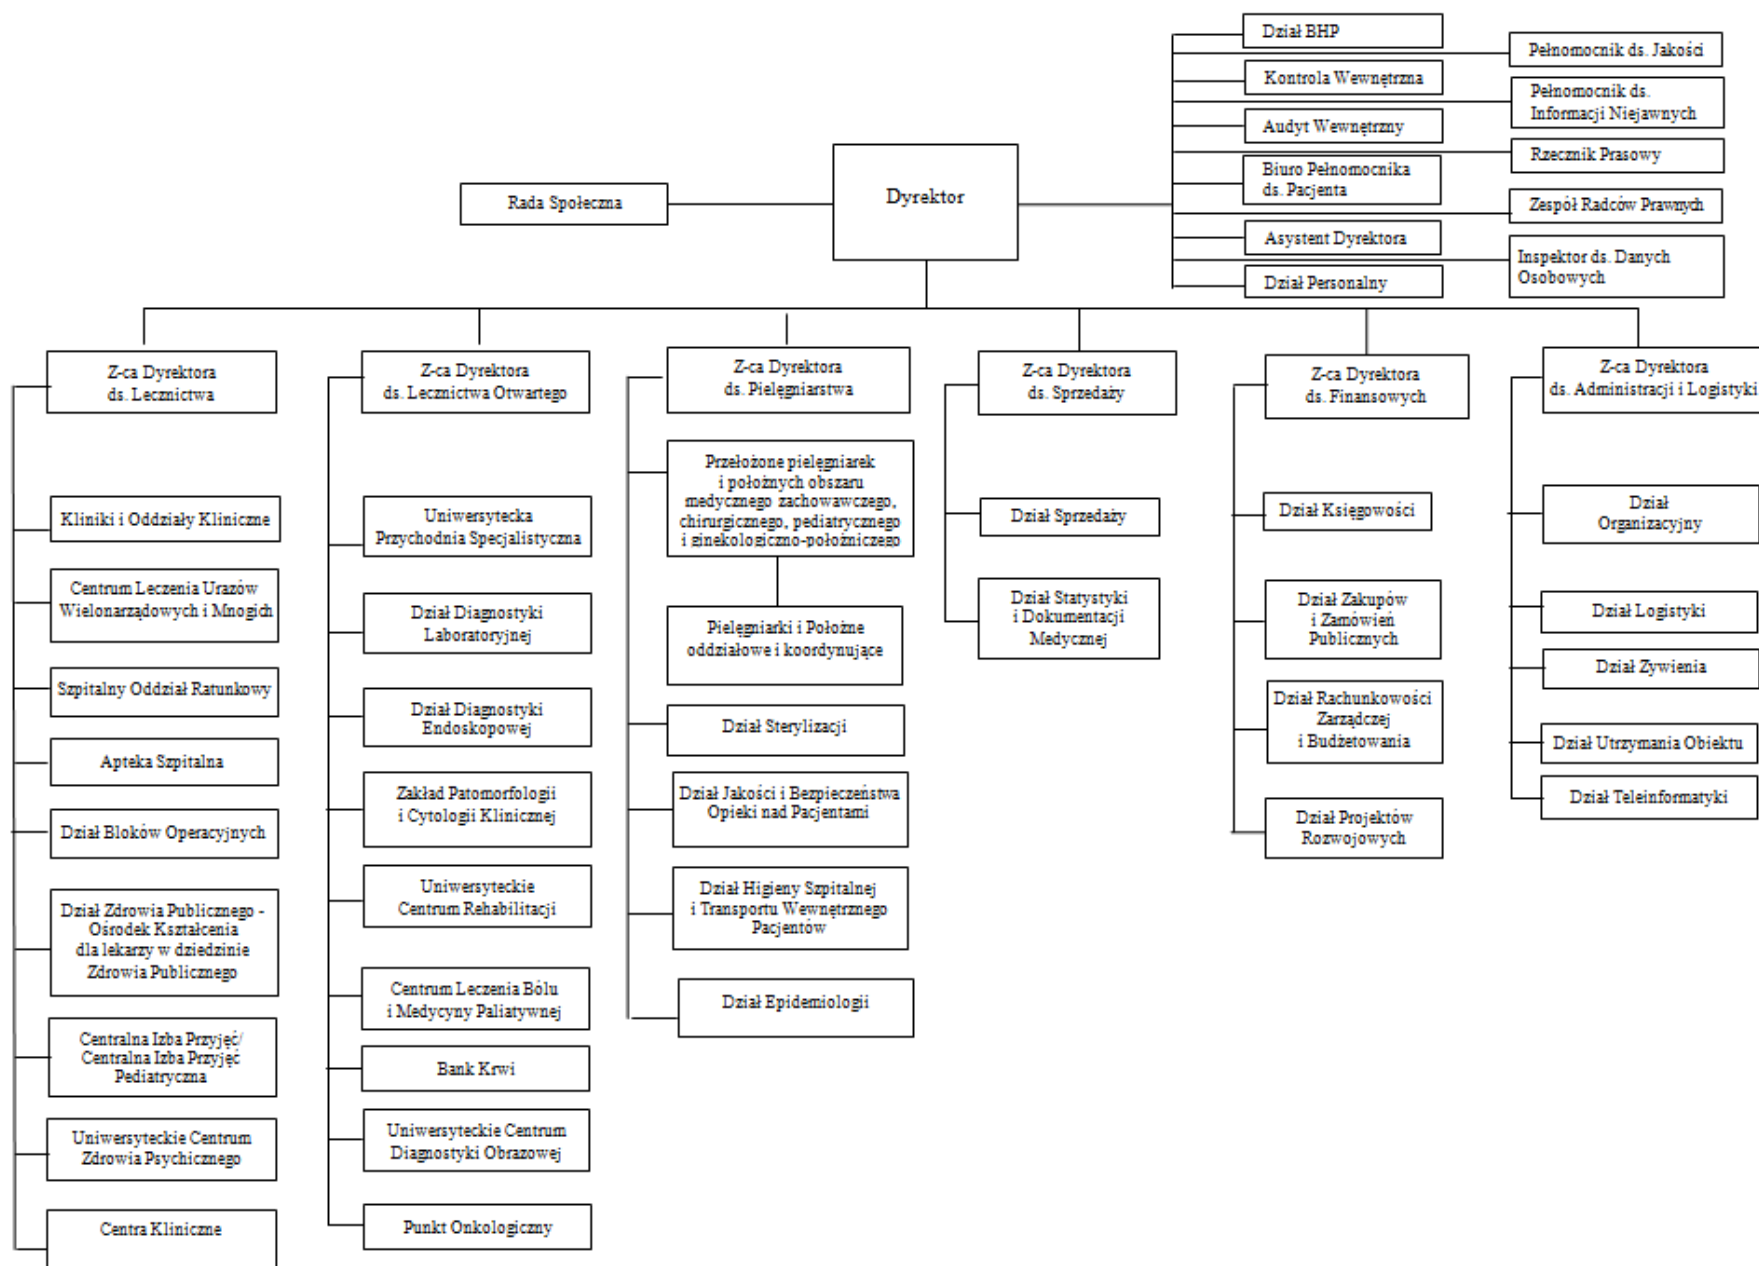 Dział BHP
Pełnomocnik ds. Jakości
Kontrola Wewnętrzna
Pełnomocnik ds.
Informacji Niejawnych
Audyt Wewnętrzny
Rzecznik Prasowy
Biuro Pełnomocnika
ds. Pacjenta
Zespół Radców Prawnych
Asystent Dyrektora
Inspektor ds. Danych
Osobowych
Dział Personalny
Rada Społeczna
Dyrektor
Z-ca Dyrektora
ds. Lecznictwa
Kliniki i Oddziały Kliniczne
Centrum Leczenia Urazów
Wielonarządowych i Mnogich
Szpitalny Oddział Ratunkowy
Apteka Szpitalna
Dział Bloków Operacyjnych
Dział Zdrowia Publicznego -
Ośrodek Kształcenia
dla lekarzy w dziedzinie
Zdrowia Publicznego
Centralna Izba Przyjęć/
Centralna Izba Przyjęć
Pediatryczna
Uniwersyteckie Centrum
Zdrowia Psychicznego
Centra Kliniczne
Z-ca Dyrektora
ds. Lecznictwa Otwartego
Uniwersytecka
Przychodnia Specjalistyczna
Dział Diagnostyki
Laboratoryjnej
Dział Diagnostyki
Endoskopowej
Zakład Patomorfologii
i Cytologii Klinicznej
Uniwersyteckie
Centrum Rehabilitacji
Centrum Leczenia Bólu
i Medycyny Paliatywnej
Bank Krwi
Uniwersyteckie Centrum
Diagnostyki Obrazowej
Punkt Onkologiczny
Z-ca Dyrektora
ds. Pielęgniarstwa
Przełożone pielęgniarek
i położnych obszaru
medycznego zachowawczego,
chirurgicznego, pediatrycznego
i ginekologiczno-położniczego
Pielęgniarki i Położne
oddziałowe i koordynujące
Dział Sterylizacji
Dział Jakości i Bezpieczeństwa
Opieki nad Pacjentami
Dział Higieny Szpitalnej
i Transportu Wewnętrznego
Pacjentów
Dział Epidemiologii
Z-ca Dyrektora
ds. Sprzedaży
Dział Sprzedaży
Dział Statystyki
i Dokumentacji
Medycznej
Z-ca Dyrektora
ds. Finansowych
Dział Księgowości
Dział Zakupów
i Zamówień
Publicznych
Dział Rachunkowości
Zarządczej
i Budżetowania
Dział Projektów
Rozwojowych
Z-ca Dyrektora
ds. Administracji i Logistyki
Dział
Organizacyjny
Dział Logistyki
Dział Zywienia
Dział Utrzymania Obiektu
Dział Teleinformatyki